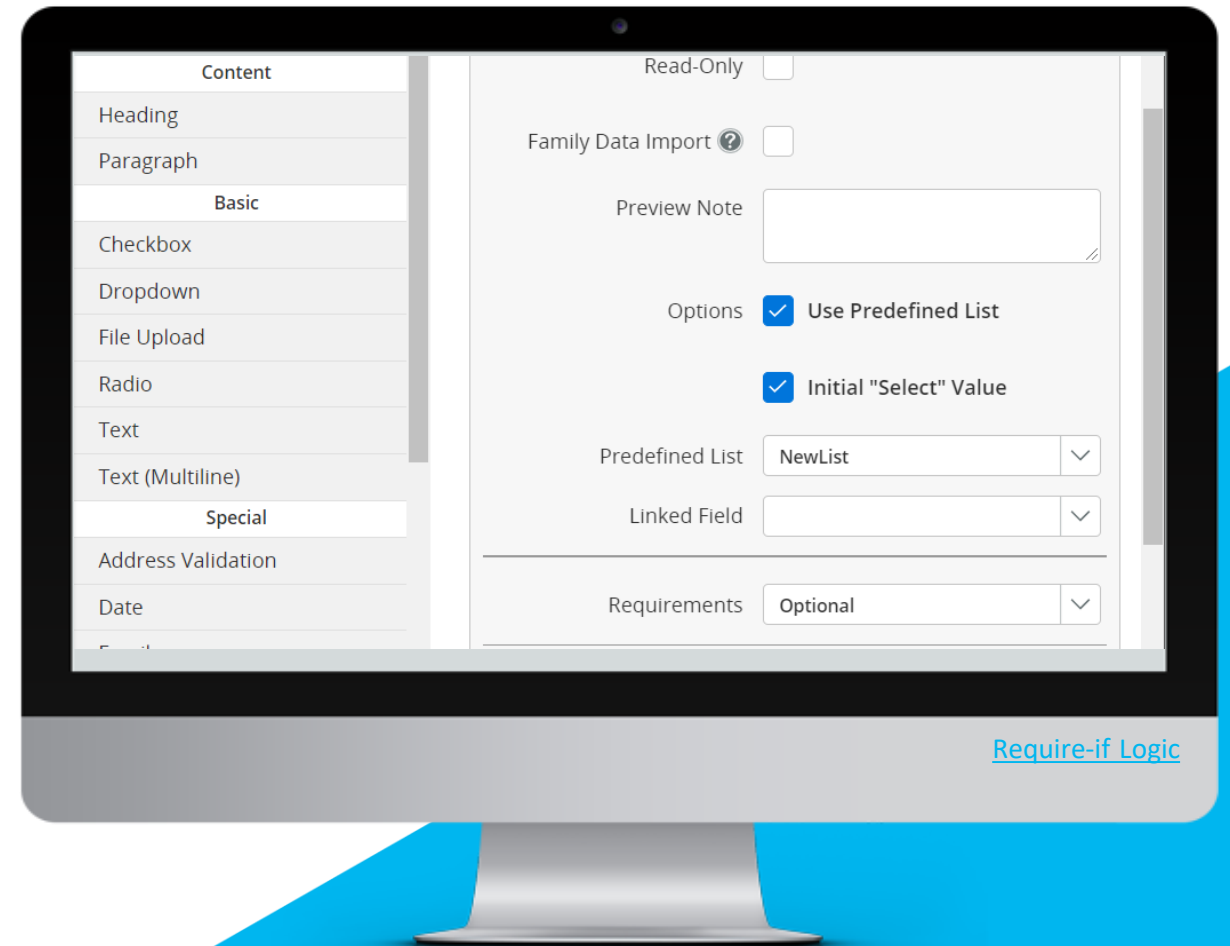 Content
Heading
Paragraph
Basic
Checkbox
Dropdown
File Upload
Radio
Text
Text (Multiline)
Special
Address Validation
Date
Read-Only
Family Data Import ?
Preview Note
Options Use Predefined List
Initial "Select" Value
Predefined List NewList
Linked Field
Requirements Optional
Require-if Logic